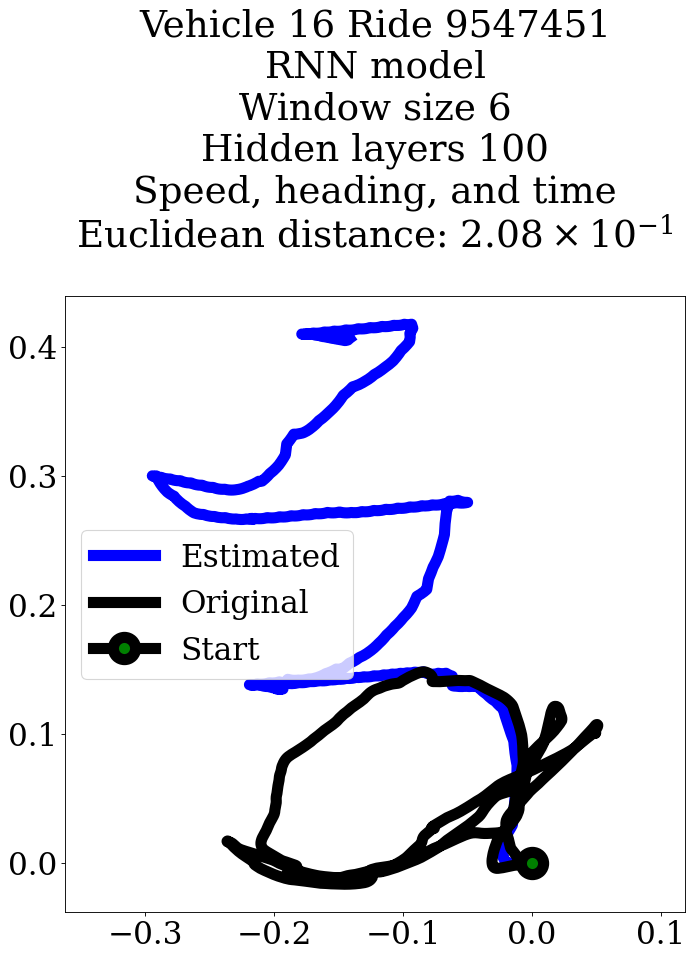 Vehicle 16 Ride 9547451
RNN model
Window size 6
Hidden layers 100
Speed, heading, and time
Euclidean distance: 2.08 × 10⁻¹
0.4
0.3
0.2
0.1
0.0
Estimated
Original
Start
−0.3 −0.2 −0.1 0.0 0.1